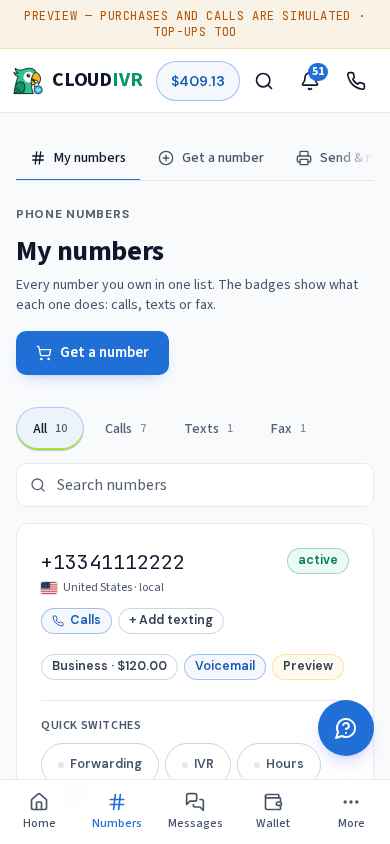 PREVIEW — PURCHASES AND CALLS ARE SIMULATED ·
TOP-UPS TOO
CLOUDIVR
$409.13
51
My numbers
Get a number
Send &
PHONE NUMBERS
My numbers
Every number you own in one list. The badges show what
each one does: calls, texts or fax.
Get a number
All 10
Calls 7
Texts 1
Fax 1
Search numbers
+13341112222
active
United States · local
Calls
+ Add texting
Business · $120.00
Voicemail
Preview
QUICK SWITCHES
Forwarding
IVR
Hours
Home
Numbers
Messages
Wallet
More